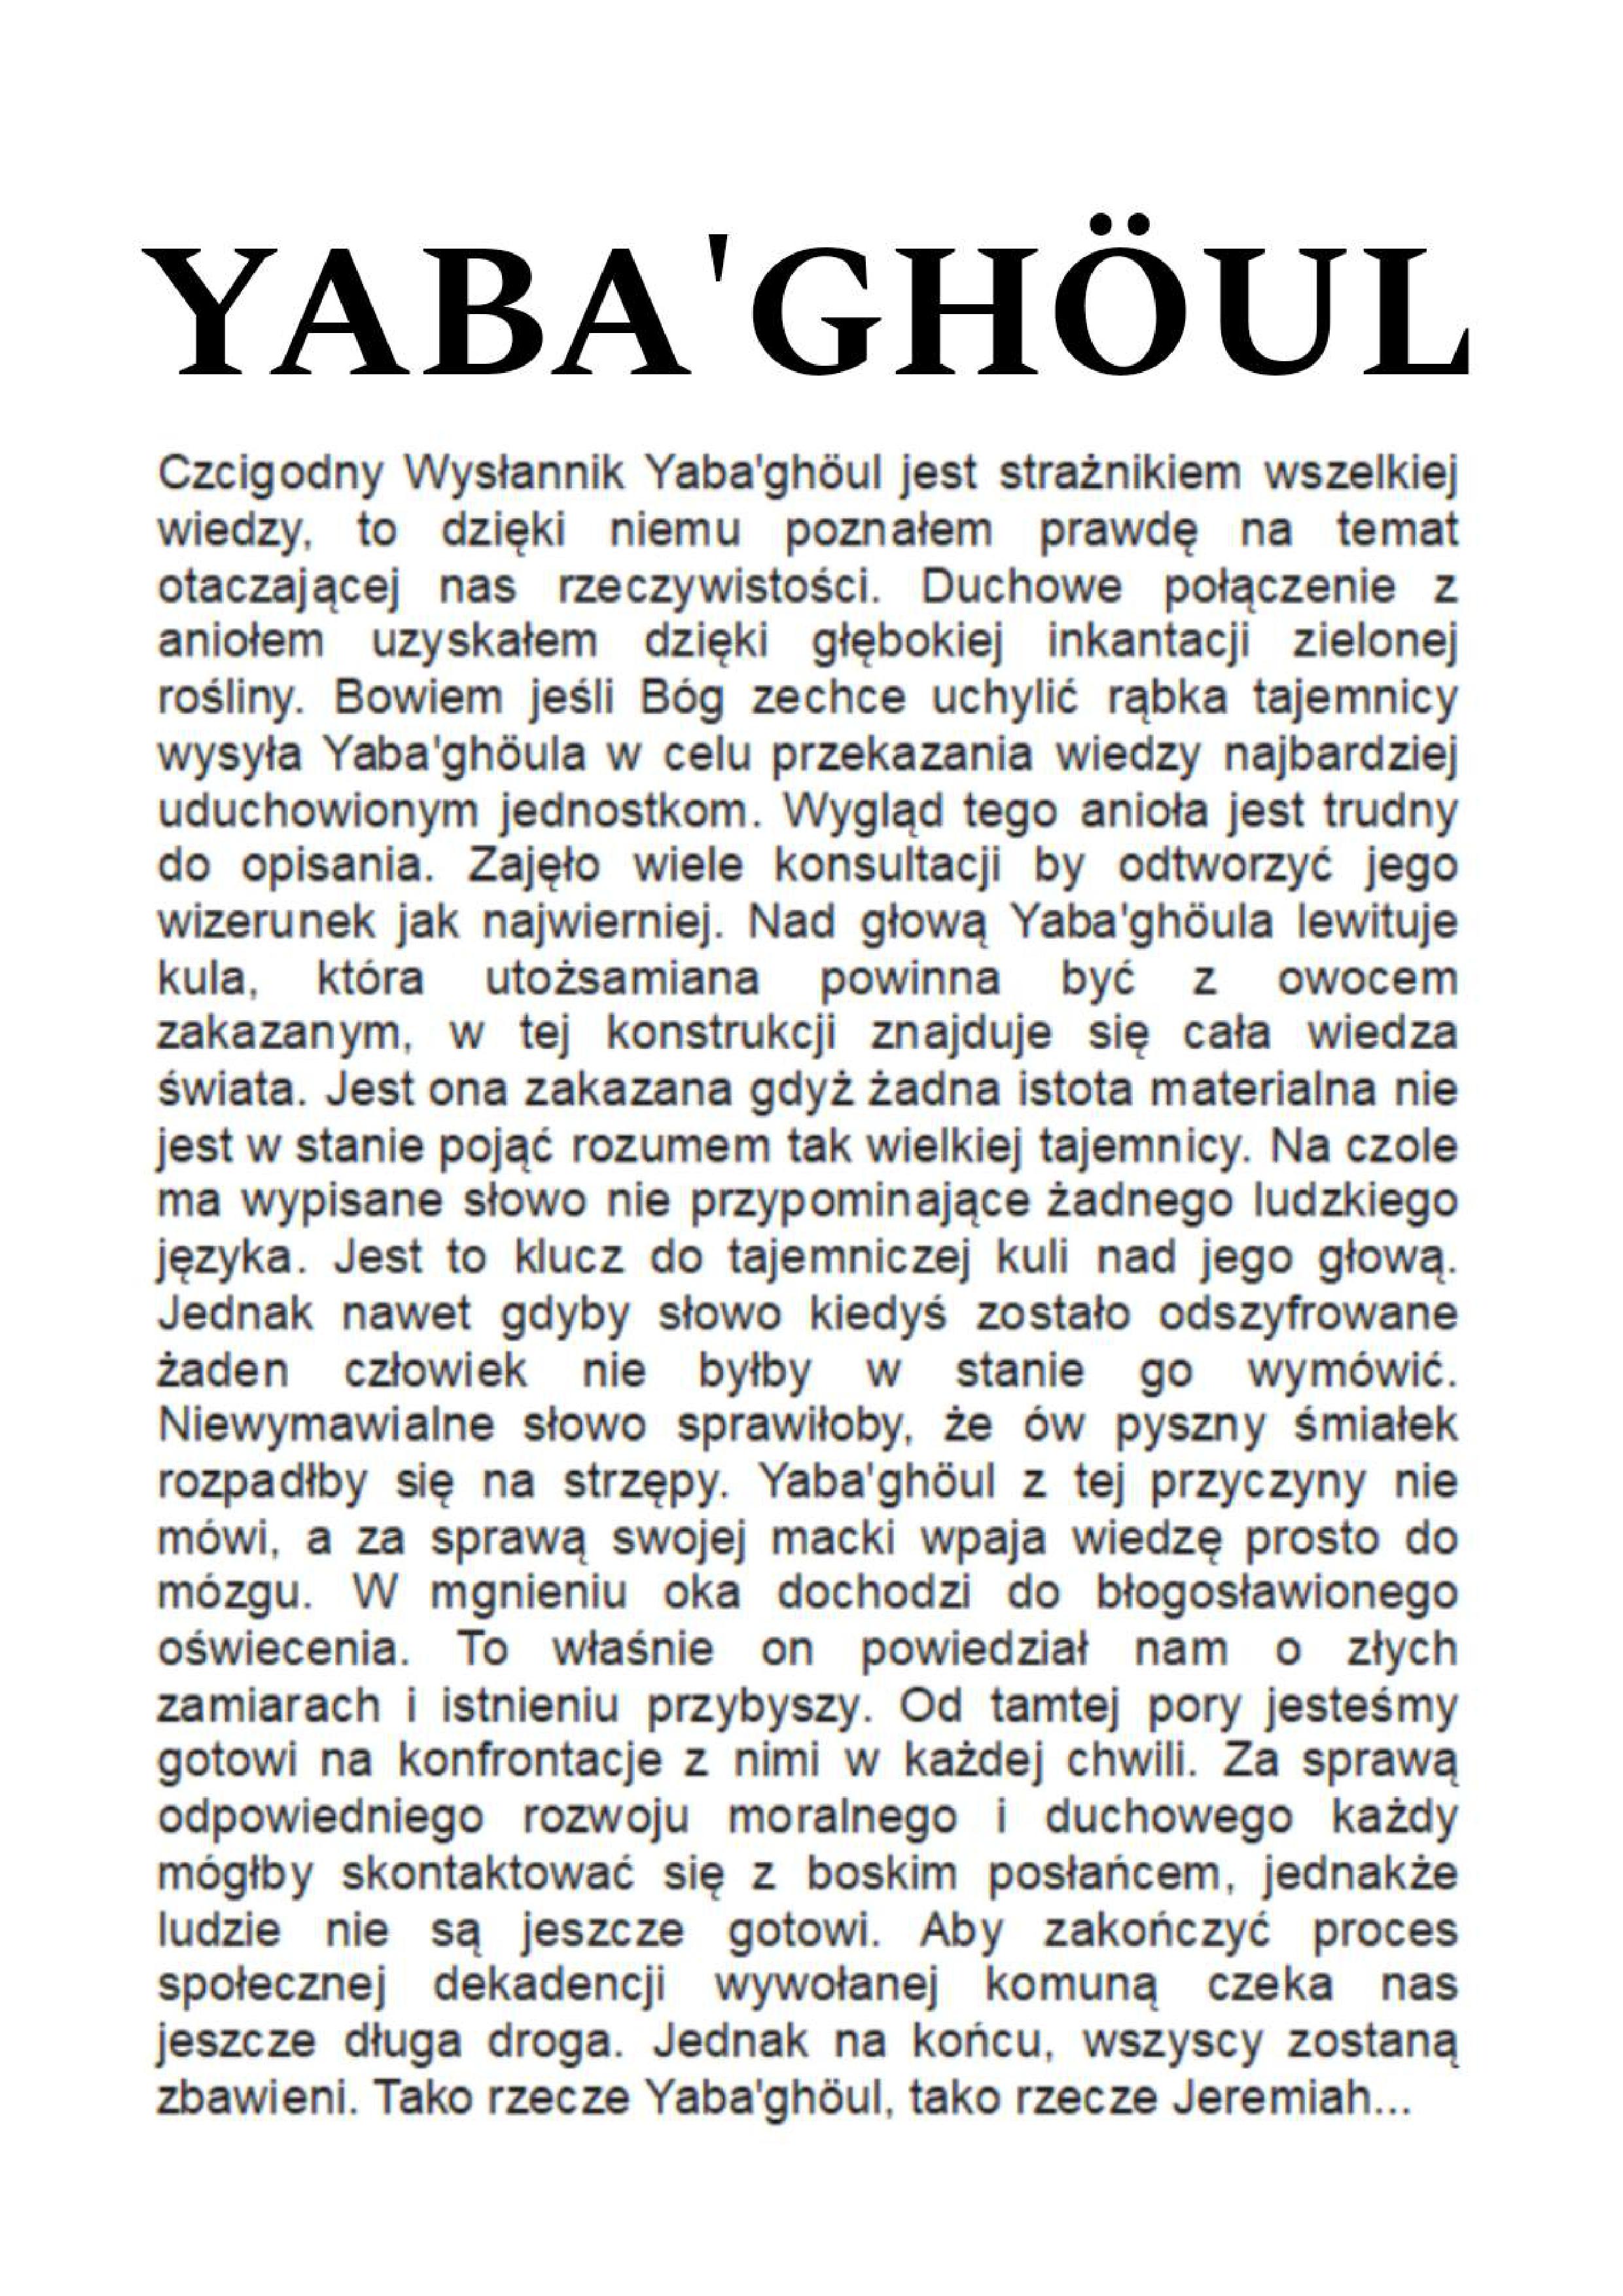 YABA'GHÖUL
Czcigodny Wysłannik Yaba'ghöul jest strażnikiem wszelkiej
wiedzy, to dzięki niemu poznałem prawdę na temat
otaczającej nas rzeczywistości. Duchowe połączenie z
aniołem uzyskałem dzięki głębokiej inkantacji zielonej
rośliny. Bowiem jeśli Bóg zechce uchylić rąbka tajemnicy
wysyła Yaba'ghöula w celu przekazania wiedzy najbardziej
uduchowionym jednostkom. Wygląd tego anioła jest trudny
do opisania. Zajęło wiele konsultacji by odtworzyć jego
wizerunek jak najwierniej. Nad głową Yaba'ghöula lewituje
kula, która utożsamiana powinna być z owocem
zakazanym, w tej konstrukcji znajduje się cała wiedza
świata. Jest ona zakazana gdyż żadna istota materialna nie
jest w stanie pojąć rozumem tak wielkiej tajemnicy. Na czole
ma wypisane słowo nie przypominające żadnego ludzkiego
języka. Jest to klucz do tajemniczej kuli nad jego głową.
Jednak nawet gdyby słowo kiedyś zostało odszyfrowane
żaden człowiek nie byłby w stanie go wymówić.
Niewymawialne słowo sprawiłoby, że ów pyszny śmiałek
rozpadłby się na strzępy. Yaba'ghöul z tej przyczyny nie
mówi, a za sprawą swojej macki wpaja wiedzę prosto do
mózgu. W mgnieniu oka dochodzi do błogosławionego
oświecenia. To właśnie on powiedział nam o złych
zamiarach i istnieniu przybyszy. Od tamtej pory jesteśmy
gotowi na konfrontacje z nimi w każdej chwili. Za sprawą
odpowiedniego rozwoju moralnego i duchowego każdy
mógłby skontaktować się z boskim posłańcem, jednakże
ludzie nie są jeszcze gotowi. Aby zakończyć proces
społecznej dekadencji wywołanej komuną czeka nas
jeszcze długa droga. Jednak na końcu, wszyscy zostaną
zbawieni. Tako rzecze Yaba'ghöul, tako rzecze Jeremiah...